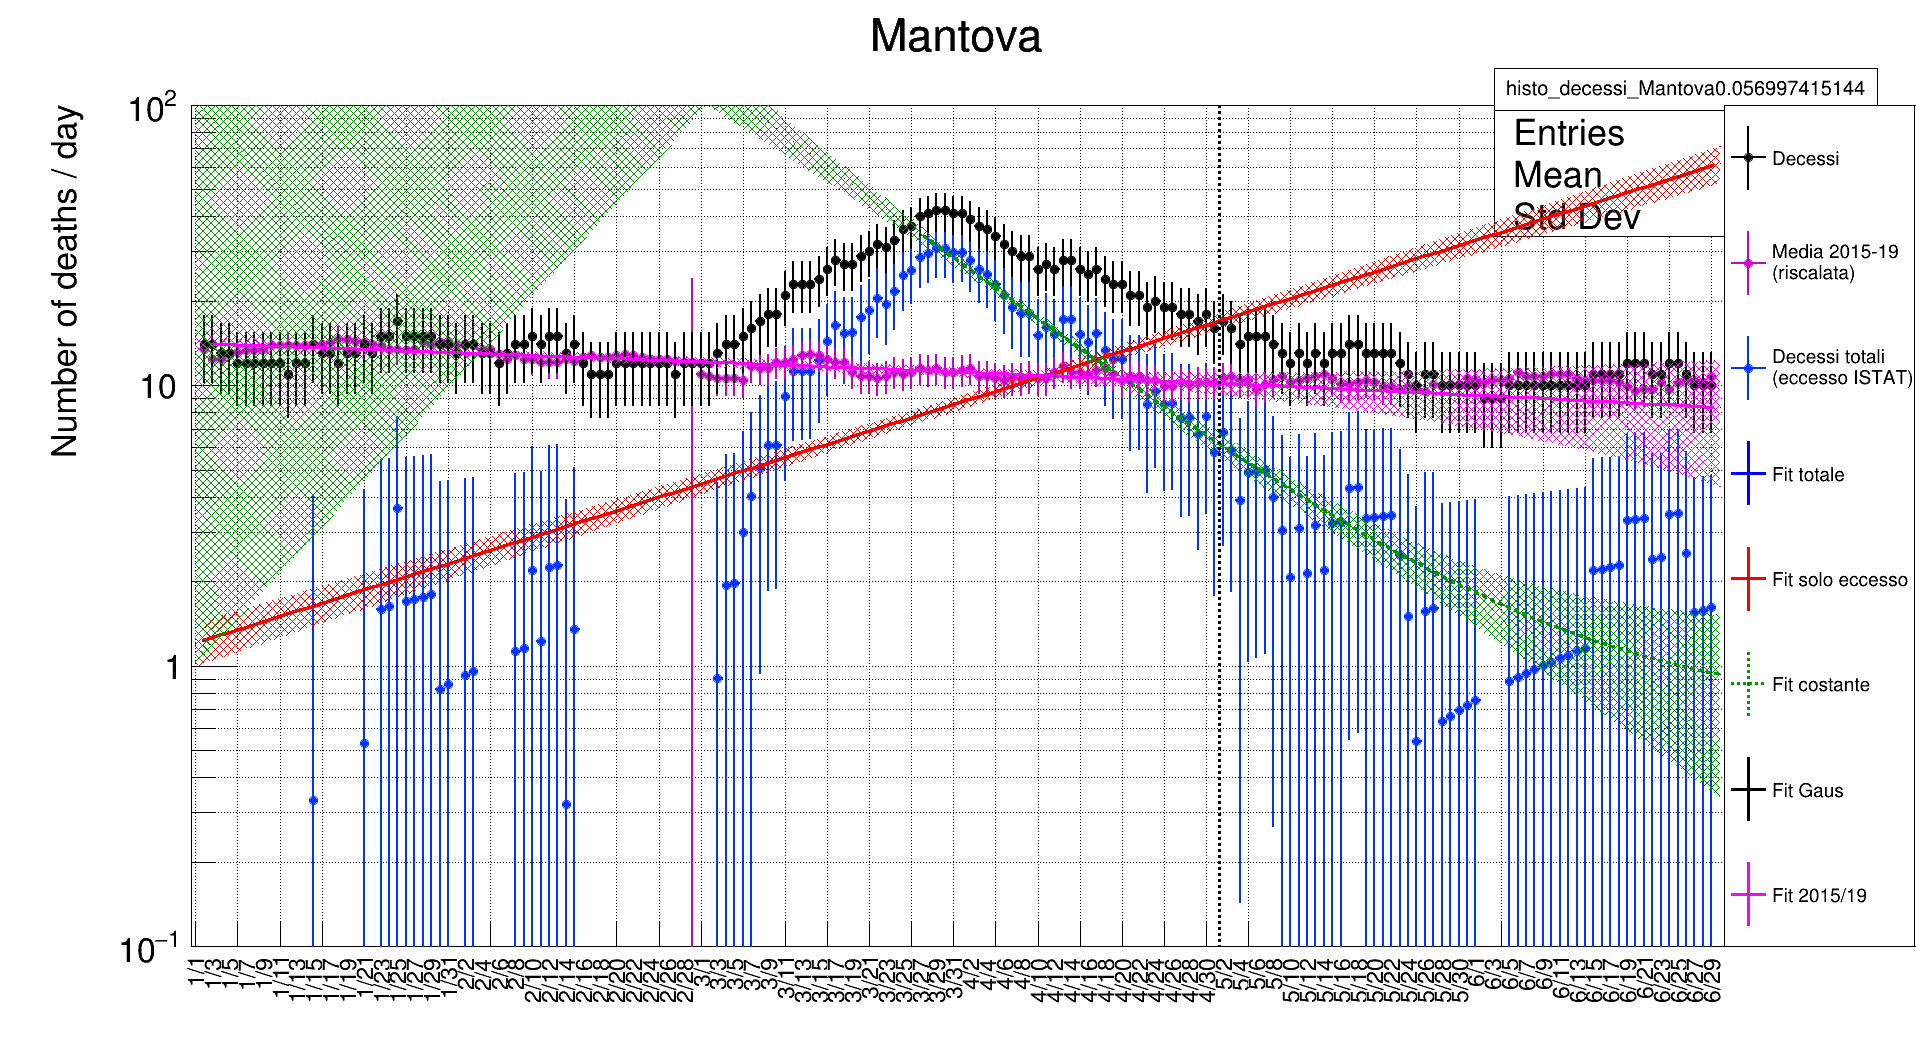 Mantova
histo_decessi_Mantova0.056997415144
Entries
Mean
Std Dev
Number of deaths / day
10²
10
1
10⁻¹
Decessi
Media 2015-19
(riscalata)
Decessi totali
(eccesso ISTAT)
Fit totale
Fit solo eccesso
Fit costante
Fit Gaus
Fit 2015/19
1/1 1/3 1/5 1/7 1/9 1/11 1/13 1/15 1/17 1/19 1/21 1/23 1/25 1/27 1/29 1/31 2/2 2/4 2/6 2/8 2/10 2/12 2/14 2/16 2/18 2/20 2/22 2/24 2/26 2/28 3/1 3/3 3/5 3/7 3/9 3/11 3/13 3/15 3/17 3/19 3/21 3/23 3/25 3/27 3/29 3/31 4/2 4/4 4/6 4/8 4/10 4/12 4/14 4/16 4/18 4/20 4/22 4/24 4/26 4/28 4/30 5/2 5/4 5/6 5/8 5/10 5/12 5/14 5/16 5/18 5/20 5/22 5/24 5/26 5/28 5/30 6/1 6/3 6/5 6/7 6/9 6/11 6/13 6/15 6/17 6/19 6/21 6/23 6/25 6/27 6/29